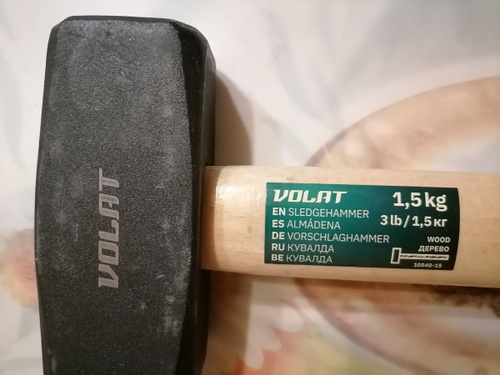 VOLAT
VOLAT
1,5 kg
3 lb / 1,5 кг
EN SLEDGEHAMMER
ES ALMÁDENA
DE VORSCHLAGHAMMER
RU КУВАЛДА
BE КУВАЛДА
WOOD
ДЕРЕВО
10540-15